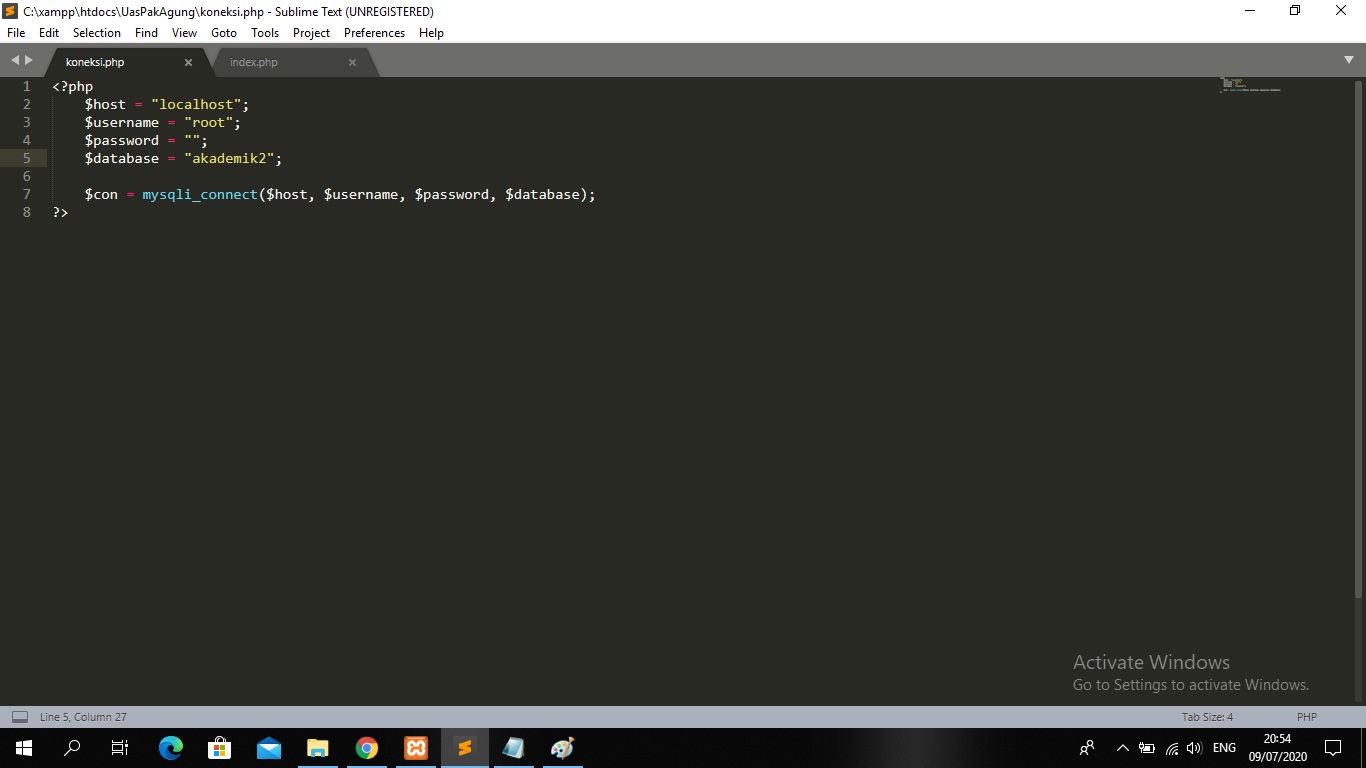 C:\xampp\htdocs\UasPakAgung\koneksi.php - Sublime Text (UNREGISTERED)
File Edit Selection Find View Goto Tools Project Preferences Help
koneksi.php index.php
1 <?php
2 $host = "localhost";
3 $username = "root";
4 $password = "";
5 $database = "akademik2";
6
7 $con = mysqli_connect($host, $username, $password, $database);
8 ?>
Activate Windows
Go to Settings to activate Windows.
Line 5, Column 27 Tab Size: 4 PHP
ENG 20:54
09/07/2020